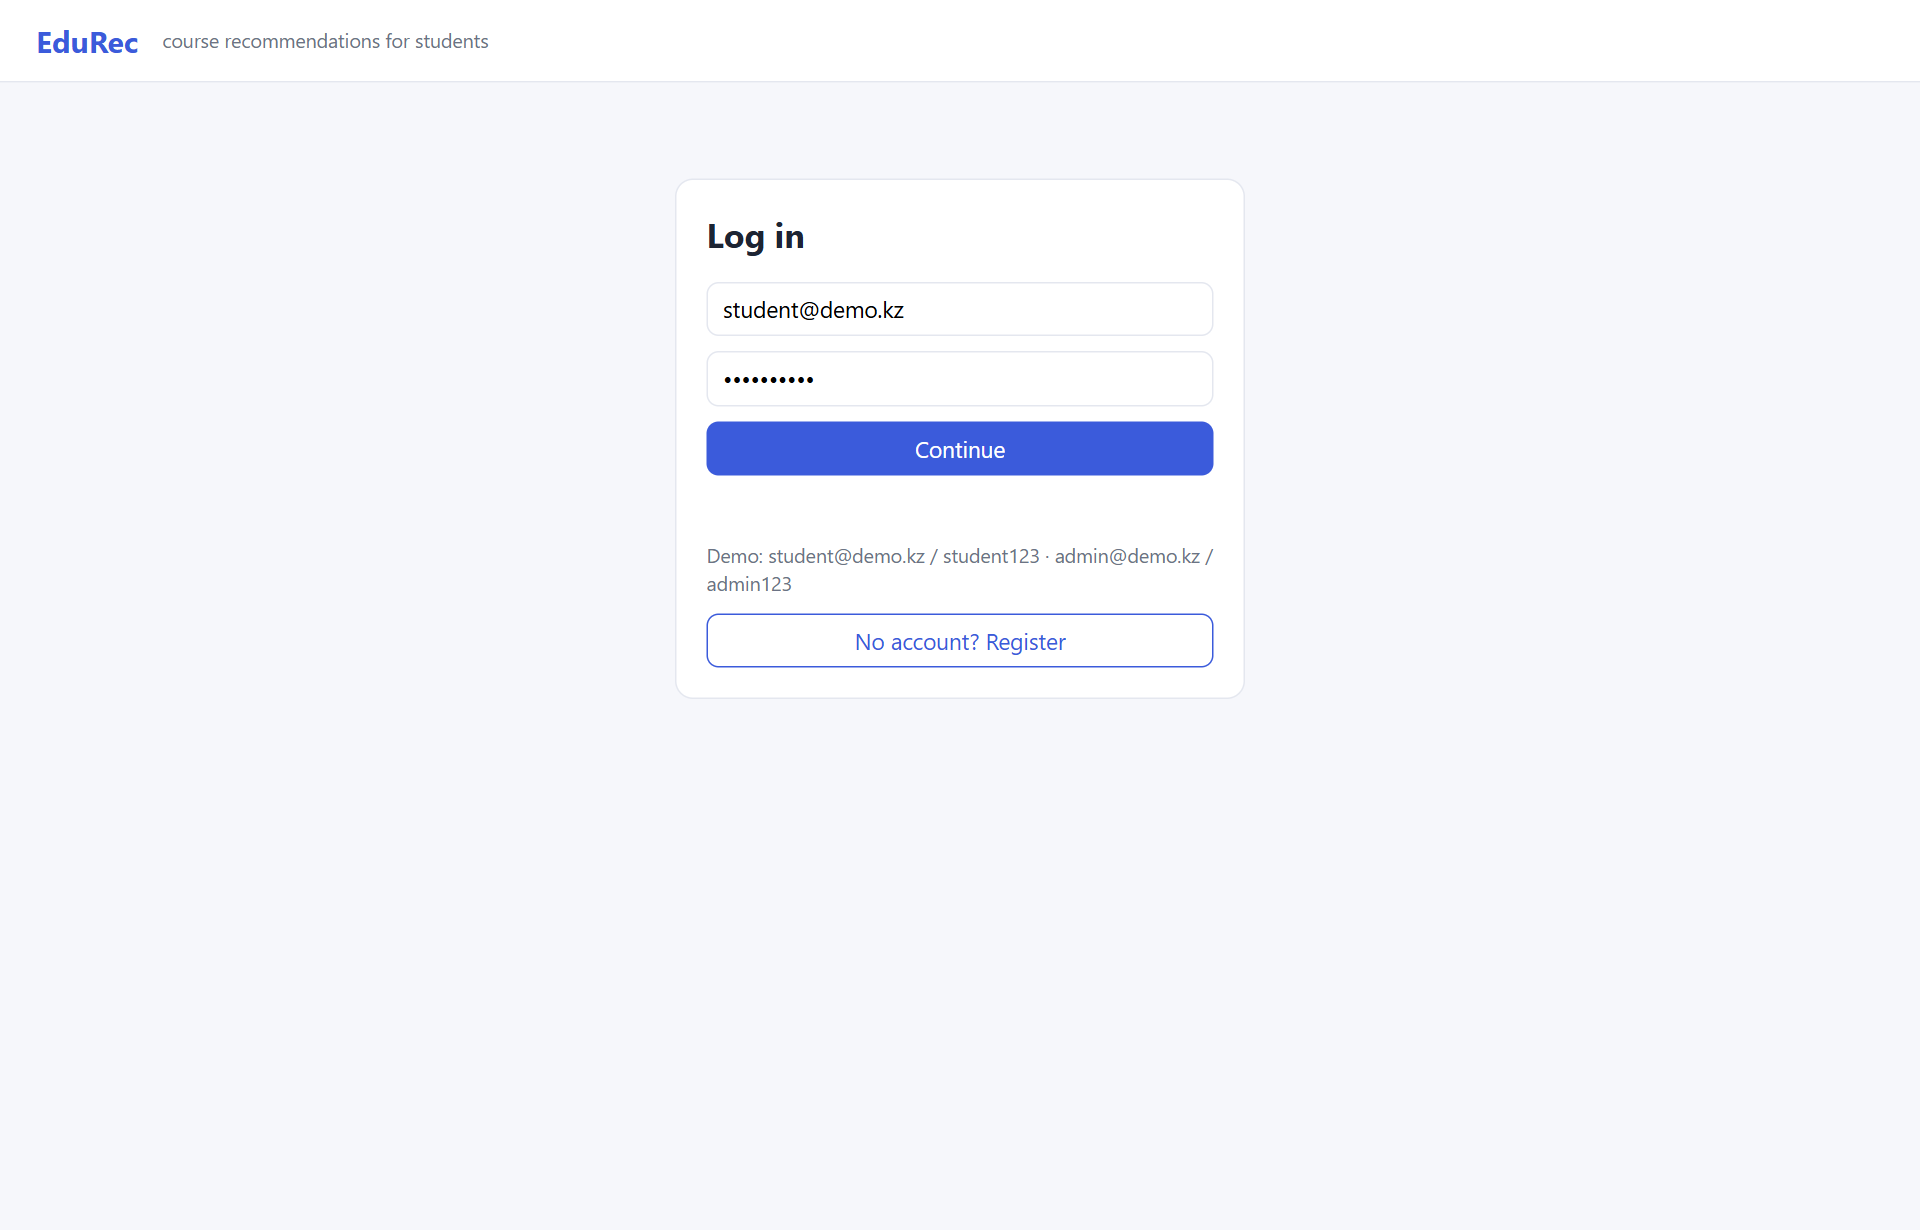 EduRec course recommendations for students
Log in
student@demo.kz
••••••••••
Continue
Demo: student@demo.kz / student123 · admin@demo.kz /
admin123
No account? Register